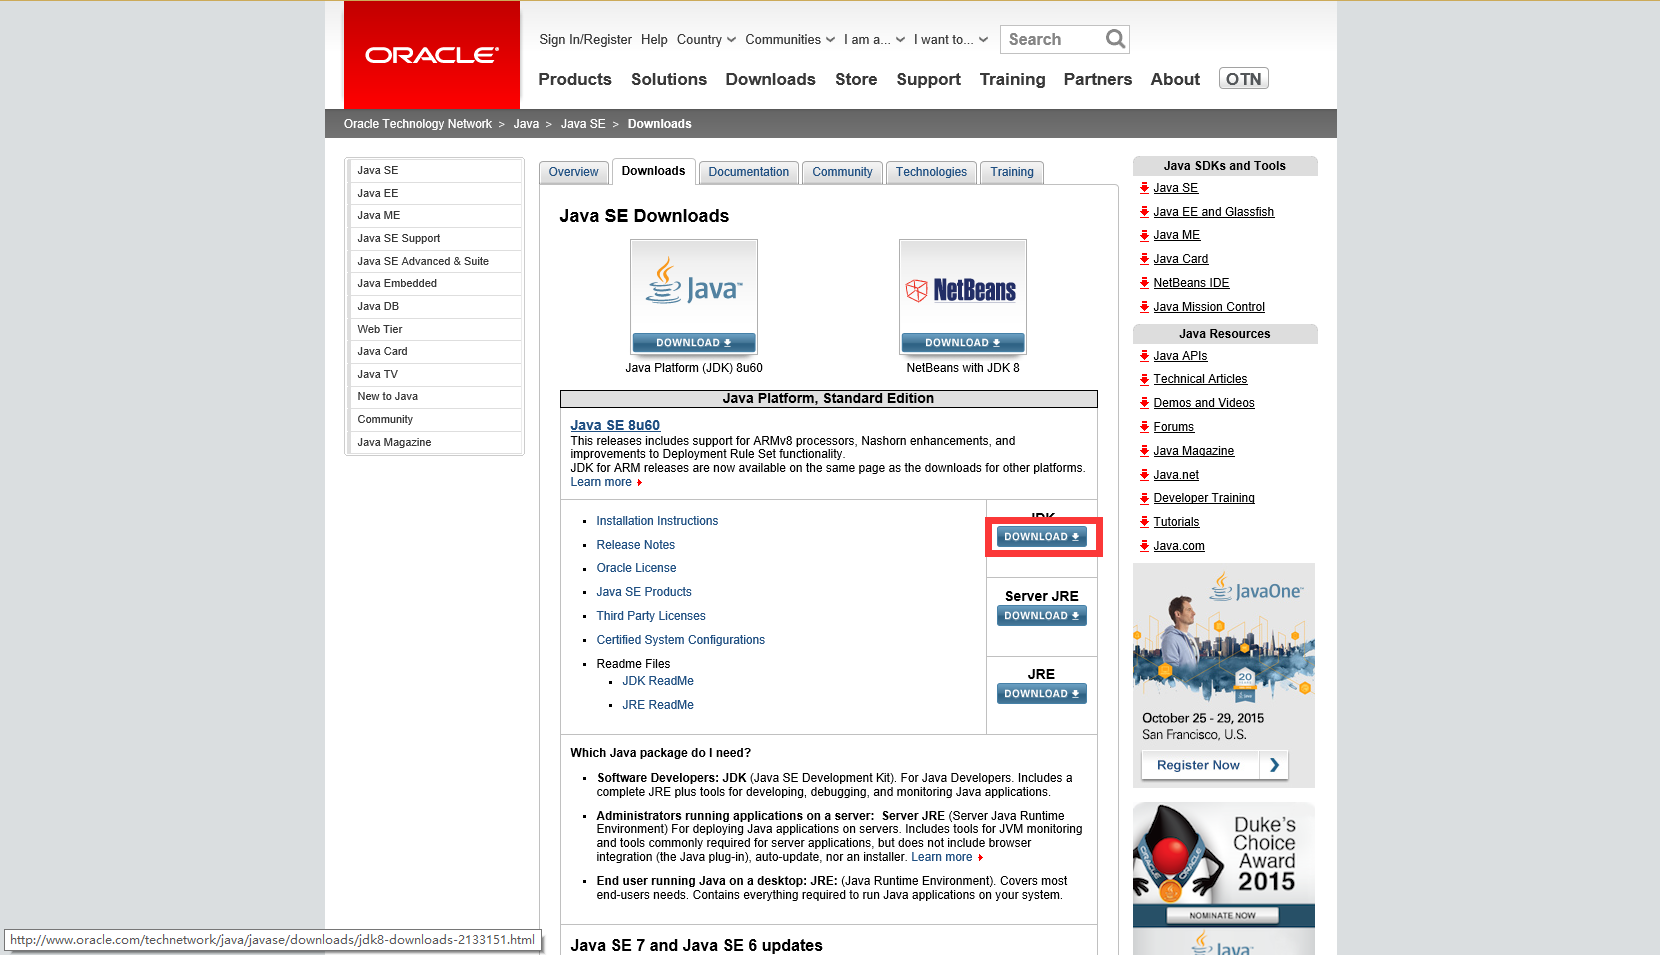 ORACLE
Sign In/Register Help Country Communities I am a... I want to... Search
Products Solutions Downloads Store Support Training Partners About OTN
Oracle Technology Network > Java > Java SE > Downloads
Java SE
Java EE
Java ME
Java SE Support
Java SE Advanced & Suite
Java Embedded
Java DB
Web Tier
Java Card
Java TV
New to Java
Community
Java Magazine
Overview Downloads Documentation Community Technologies Training
Java SE Downloads
Java™
DOWNLOAD
Java Platform (JDK) 8u60
NetBeans
DOWNLOAD
NetBeans with JDK 8
Java Platform, Standard Edition
Java SE 8u60
This releases includes support for ARMv8 processors, Nashorn enhancements, and
improvements to Deployment Rule Set functionality.
JDK for ARM releases are now available on the same page as the downloads for other platforms.
Learn more
Installation Instructions
Release Notes
Oracle License
Java SE Products
Third Party Licenses
Certified System Configurations
Readme Files
JDK ReadMe
JRE ReadMe
JDK
DOWNLOAD
Server JRE
DOWNLOAD
JRE
DOWNLOAD
Which Java package do I need?
Software Developers: JDK (Java SE Development Kit). For Java Developers. Includes a
complete JRE plus tools for developing, debugging, and monitoring Java applications.
Administrators running applications on a server: Server JRE (Server Java Runtime
Environment) For deploying Java applications on servers. Includes tools for JVM monitoring
and tools commonly required for server applications, but does not include browser
integration (the Java plug-in), auto-update, nor an installer. Learn more
End user running Java on a desktop: JRE: (Java Runtime Environment). Covers most
end-users needs. Contains everything required to run Java applications on your system.
Java SE 7 and Java SE 6 updates
Java SDKs and Tools
Java SE
Java EE and Glassfish
Java ME
Java Card
NetBeans IDE
Java Mission Control
Java Resources
Java APIs
Technical Articles
Demos and Videos
Forums
Java Magazine
Java.net
Developer Training
Tutorials
Java.com
JavaOne™
20
October 25 - 29, 2015
San Francisco, U.S.
Register Now
Duke's
Choice
Award
2015
ORACLE
NOMINATE NOW
Java™
http://www.oracle.com/technetwork/java/javase/downloads/jdk8-downloads-2133151.html